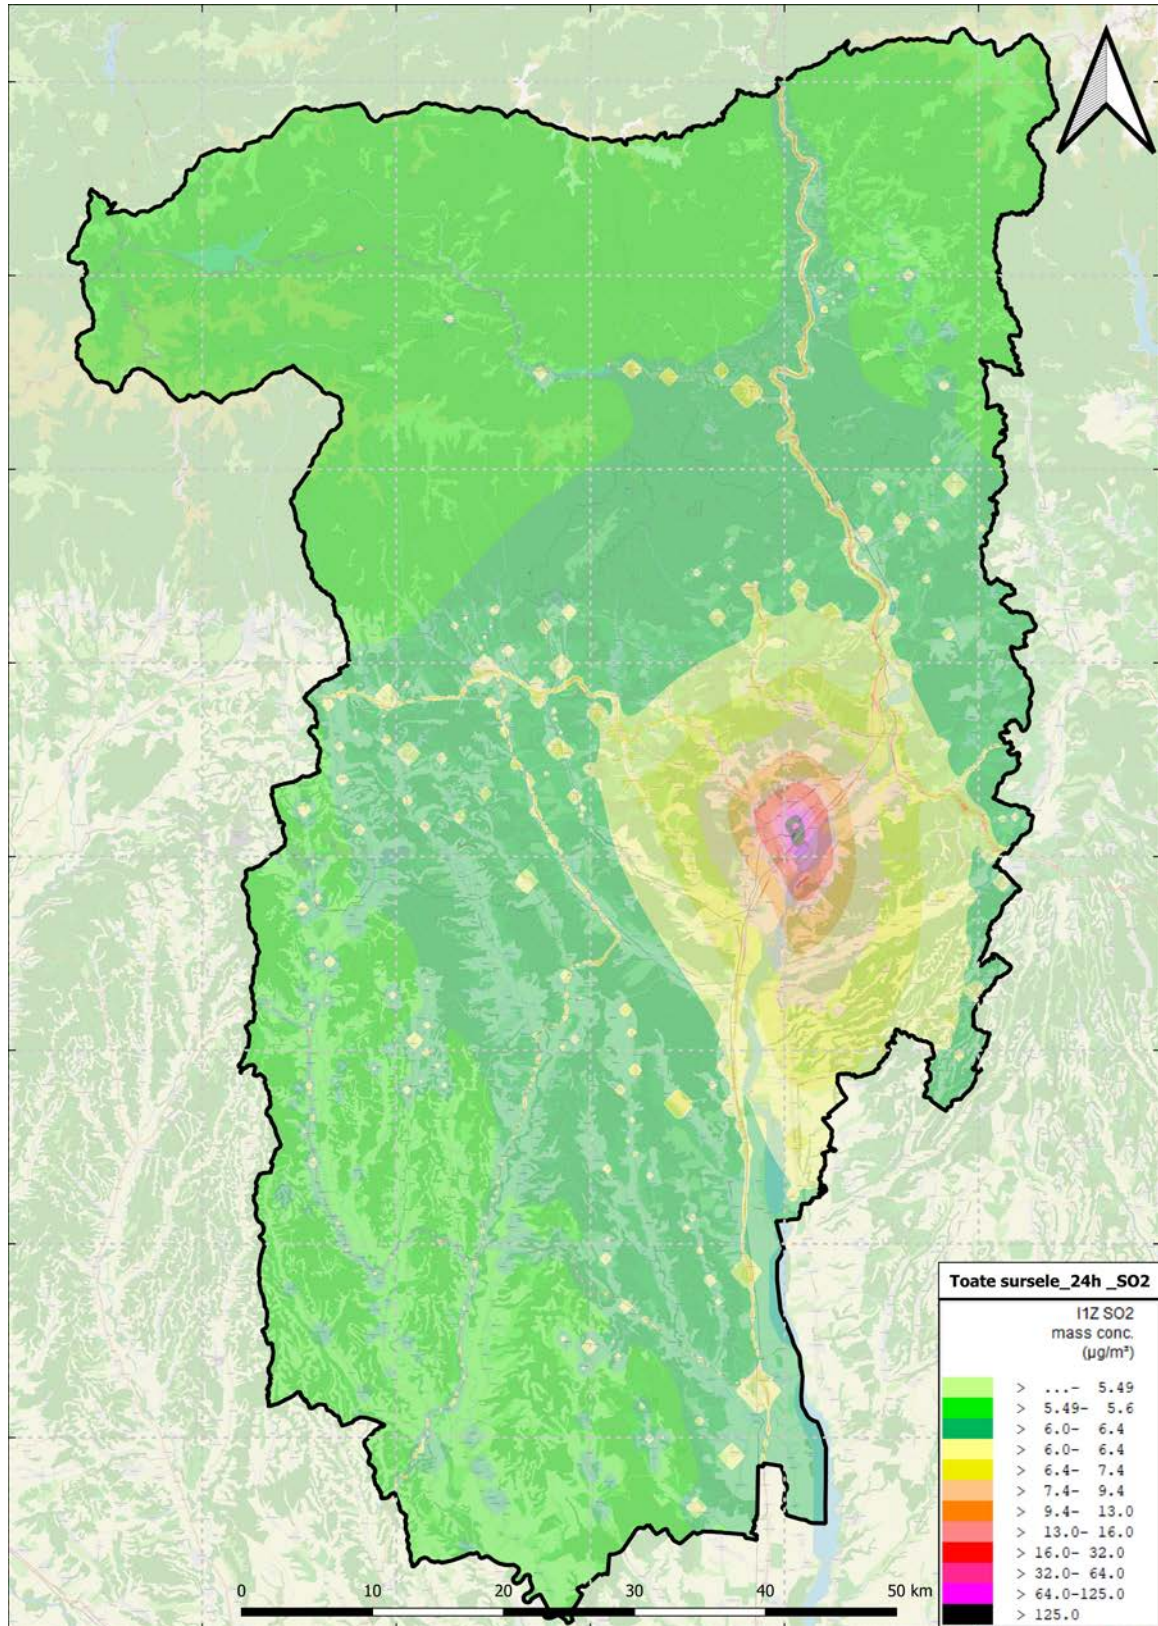 0 10 20 30 40 50 km
Toate sursele_24h _SO2
I1Z SO2
mass conc.
(µg/m³)
> ...- 5.49
> 5.49- 5.6
> 6.0- 6.4
> 6.0- 6.4
> 6.4- 7.4
> 7.4- 9.4
> 9.4- 13.0
> 13.0- 16.0
> 16.0- 32.0
> 32.0- 64.0
> 64.0-125.0
> 125.0